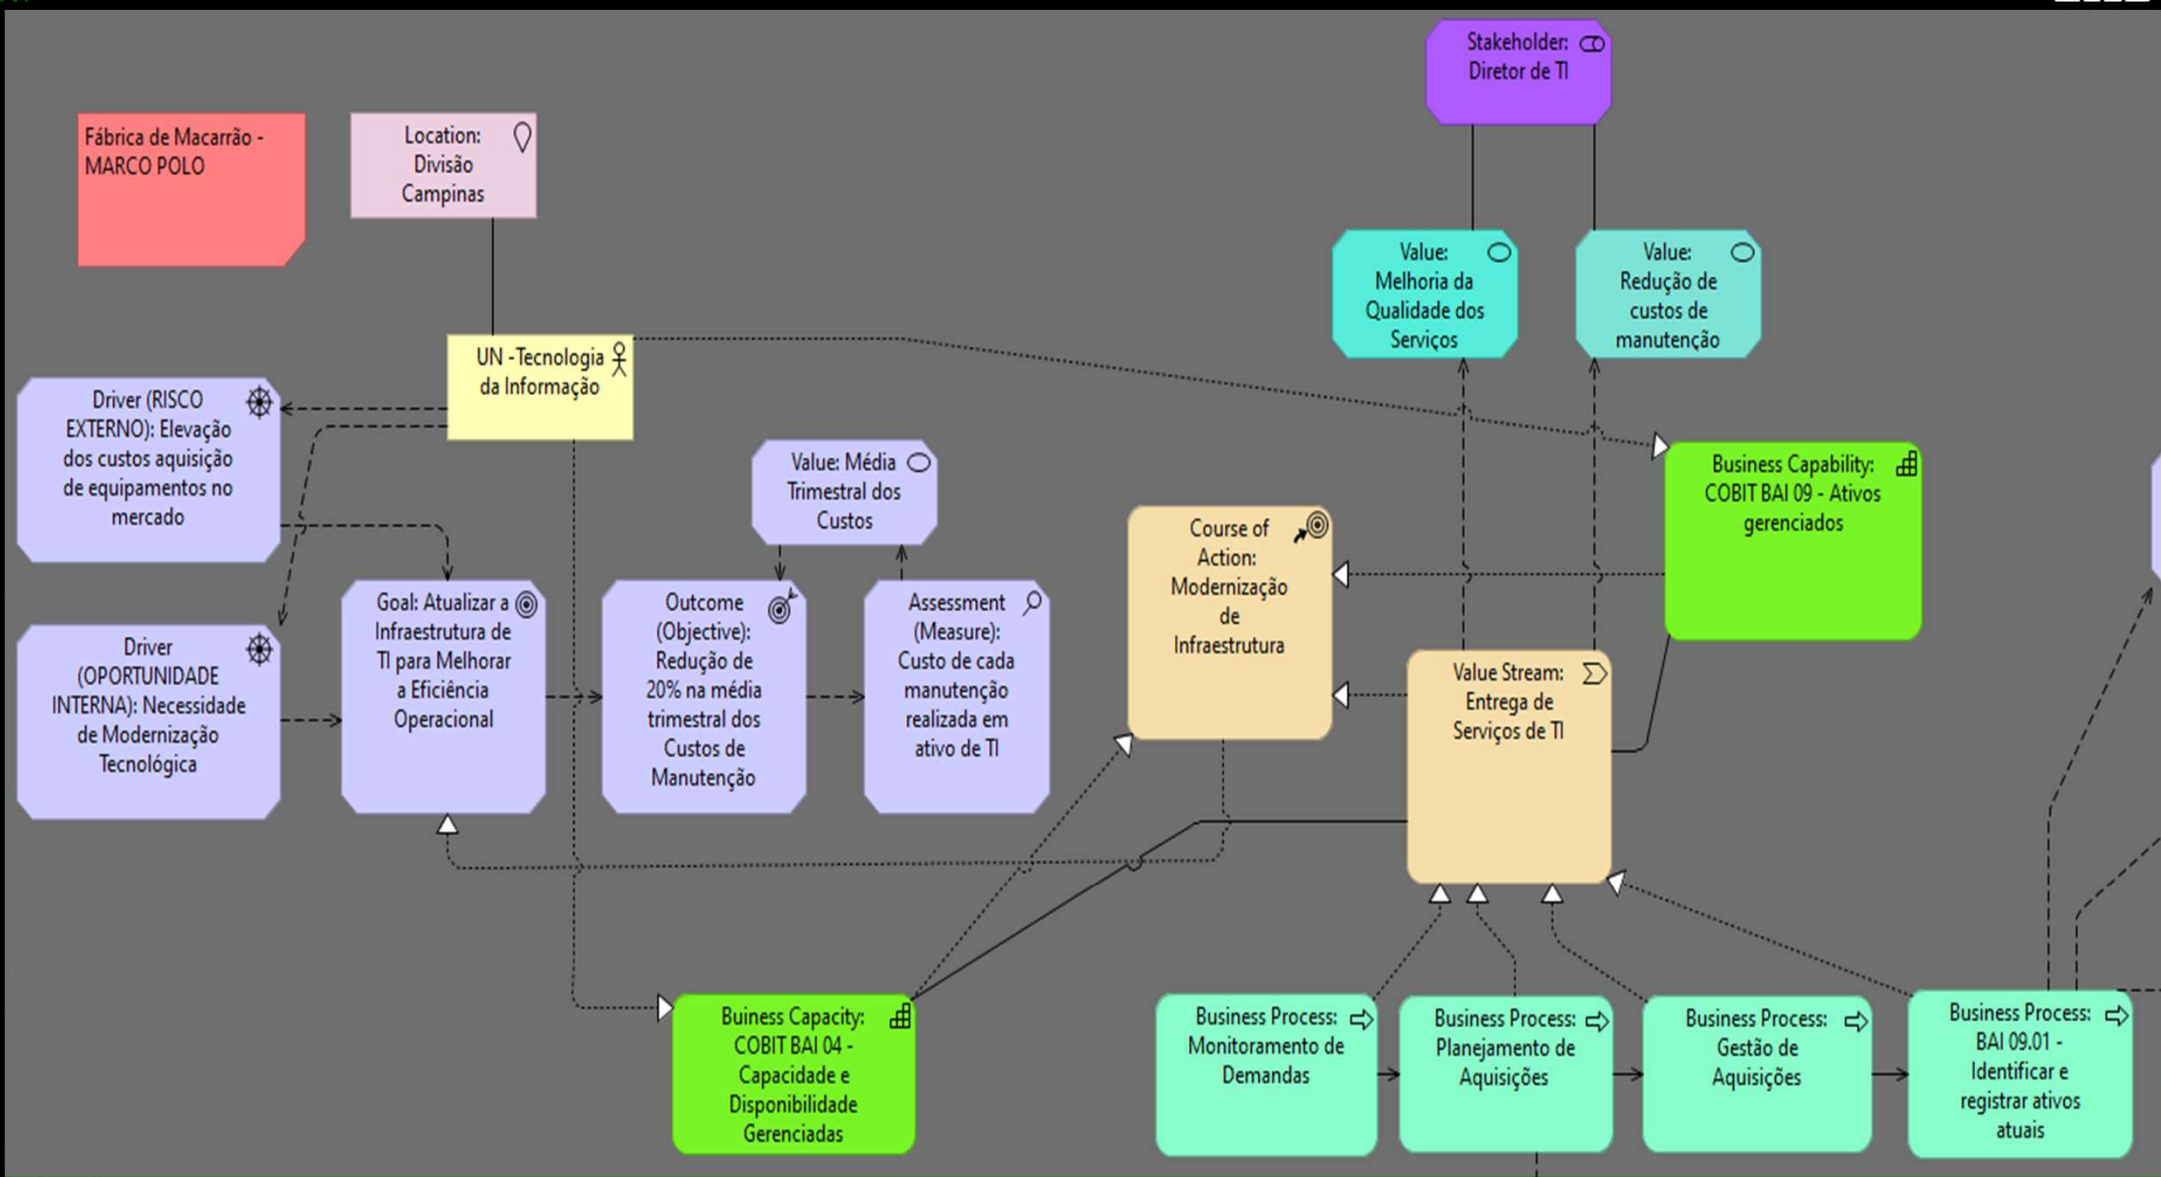 Stakeholder:
Diretor de TI
Fábrica de Macarrão -
MARCO POLO
Location:
Divisão
Campinas
Value:
Melhoria da
Qualidade dos
Serviços
Value:
Redução de
custos de
manutenção
UN -Tecnologia
da Informação
Driver (RISCO
EXTERNO): Elevação
dos custos aquisição
de equipamentos no
mercado
Value: Média
Trimestral dos
Custos
Business Capability:
COBIT BAI 09 - Ativos
gerenciados
Course of
Action:
Modernização
de
Infraestrutura
Driver
(OPORTUNIDADE
INTERNA): Necessidade
de Modernização
Tecnológica
Goal: Atualizar a
Infraestrutura de
TI para Melhorar
a Eficiência
Operacional
Outcome
(Objective):
Redução de
20% na média
trimestral dos
Custos de
Manutenção
Assessment
(Measure):
Custo de cada
manutenção
realizada em
ativo de TI
Value Stream:
Entrega de
Serviços de TI
Buiness Capacity:
COBIT BAI 04 -
Capacidade e
Disponibilidade
Gerenciadas
Business Process:
Monitoramento de
Demandas
Business Process:
Planejamento de
Aquisições
Business Process:
Gestão de
Aquisições
Business Process:
BAI 09.01 -
Identificar e
registrar ativos
atuais